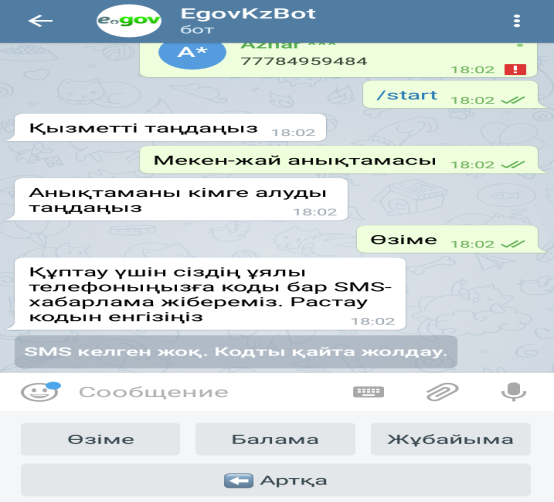 e.gov
EgovKzBot
бот
A*
Azhar ***
77784959484
18:02
/start 18:02
Қызметті таңдаңыз 18:02
Мекен-жай анықтамасы 18:02
Анықтаманы кімге алуды
таңдаңыз
18:02
Өзіме 18:02
Құптау үшін сіздің ұялы
телефоныңызға коды бар SMS-
хабарлама жібереміз. Растау
кодын енгізіңіз
18:02
SMS келген жоқ. Кодты қайта жолдау.
Сообщение
Өзіме Балама Жұбайыма
Артқа